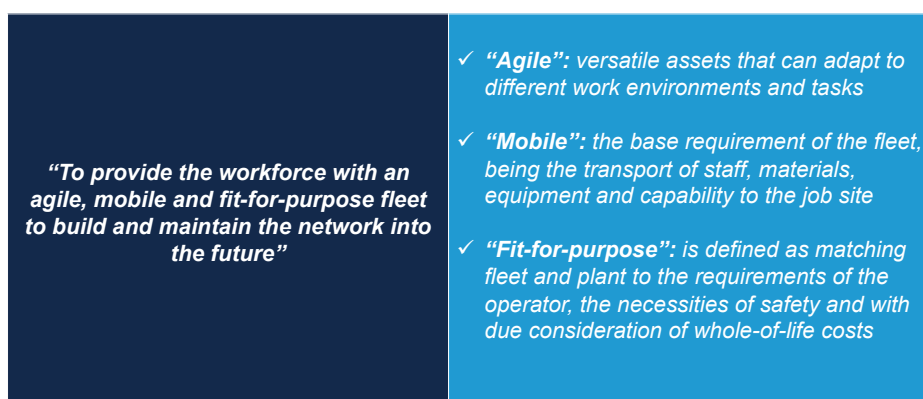 “To provide the workforce with an
agile, mobile and fit-for-purpose fleet
to build and maintain the network into
the future”
✓ “Agile”: versatile assets that can adapt to
different work environments and tasks
✓ “Mobile”: the base requirement of the fleet,
being the transport of staff, materials,
equipment and capability to the job site
✓ “Fit-for-purpose”: is defined as matching
fleet and plant to the requirements of the
operator, the necessities of safety and with
due consideration of whole-of-life costs